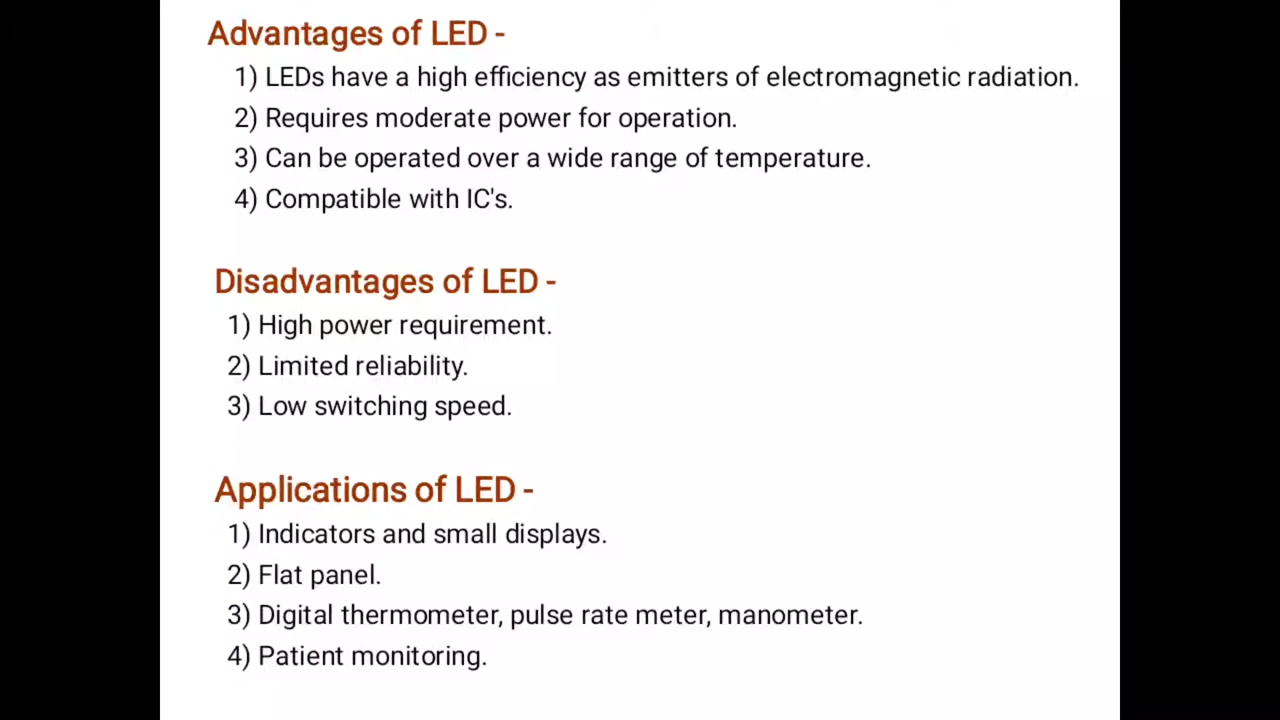 Advantages of LED -
1) LEDs have a high efficiency as emitters of electromagnetic radiation.
2) Requires moderate power for operation.
3) Can be operated over a wide range of temperature.
4) Compatible with IC's.
Disadvantages of LED -
1) High power requirement.
2) Limited reliability.
3) Low switching speed.
Applications of LED -
1) Indicators and small displays.
2) Flat panel.
3) Digital thermometer, pulse rate meter, manometer.
4) Patient monitoring.